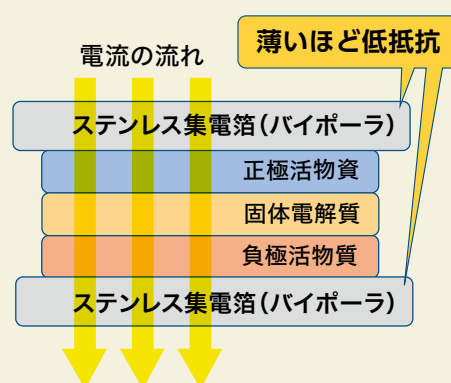 薄いほど低抵抗
電流の流れ
ステンレス集電箔(バイポーラ)
正極活物資
固体電解質
負極活物質
ステンレス集電箔(バイポーラ)